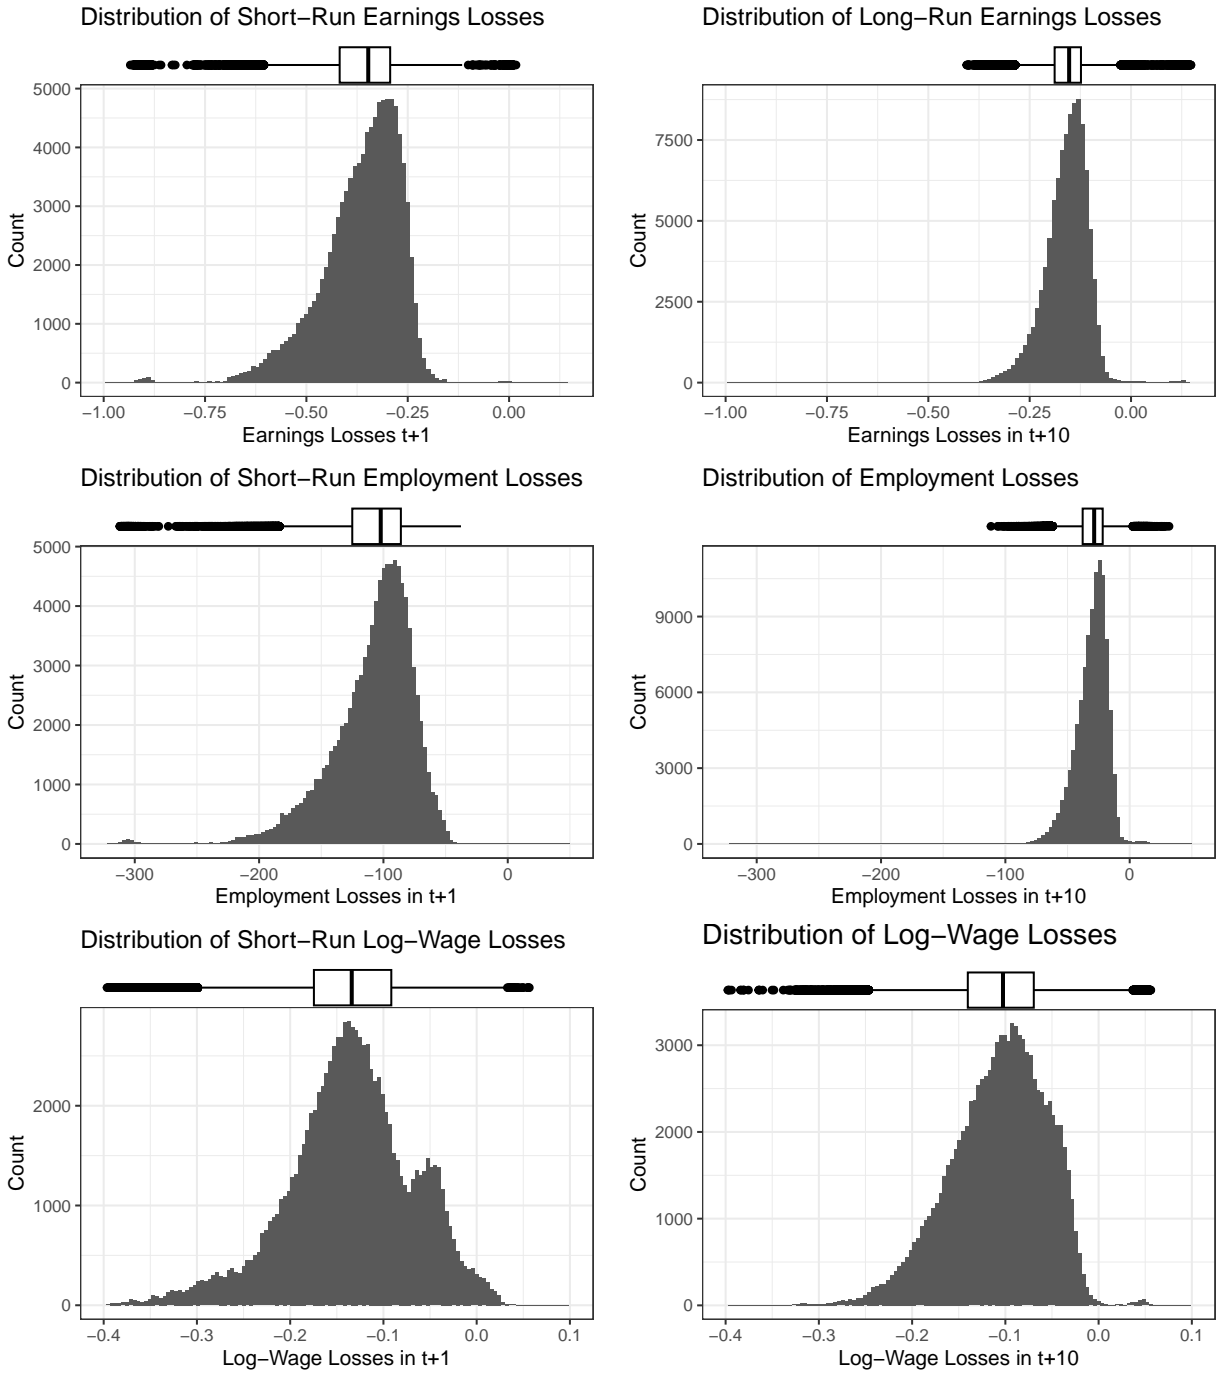 Distribution of Short−Run Earnings Losses
5000
4000
3000
2000
1000
0
Count
−1.00 −0.75 −0.50 −0.25 0.00
Earnings Losses t+1
Distribution of Long−Run Earnings Losses
7500
5000
2500
0
Count
−1.00 −0.75 −0.50 −0.25 0.00
Earnings Losses in t+10
Distribution of Short−Run Employment Losses
5000
4000
3000
2000
1000
0
Count
−300 −200 −100 0
Employment Losses in t+1
Distribution of Employment Losses
9000
6000
3000
0
Count
−300 −200 −100 0
Employment Losses in t+10
Distribution of Short−Run Log−Wage Losses
2000
1000
0
Count
−0.4 −0.3 −0.2 −0.1 0.0 0.1
Log−Wage Losses in t+1
Distribution of Log−Wage Losses
3000
2000
1000
0
Count
−0.4 −0.3 −0.2 −0.1 0.0 0.1
Log−Wage Losses in t+10